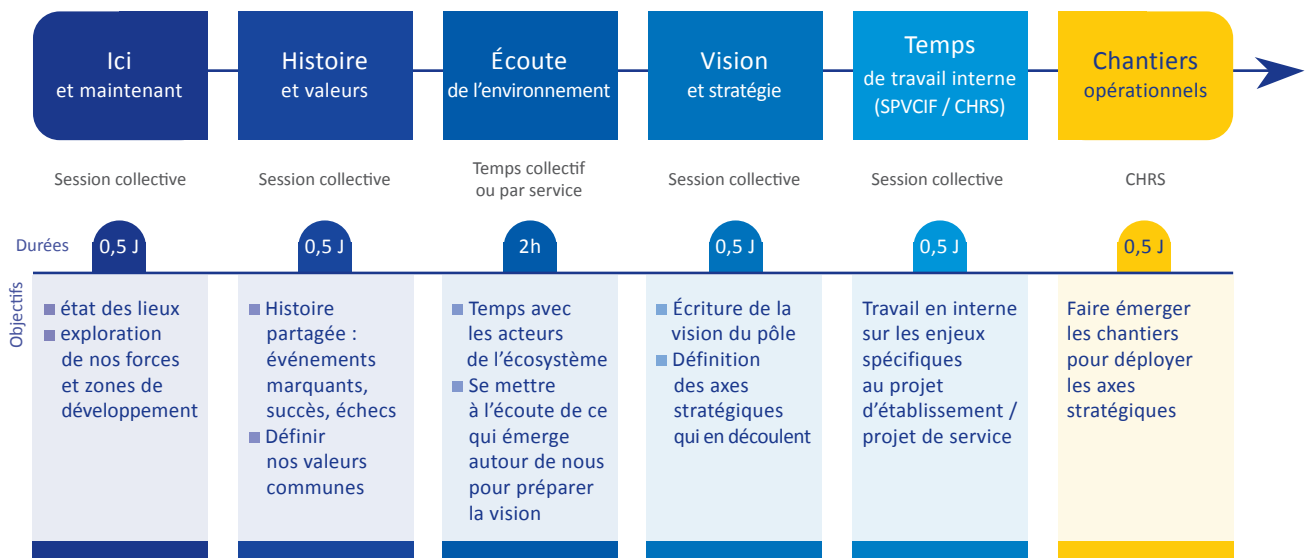 Ici
et maintenant
Histoire
et valeurs
Écoute
de l'environnement
Vision
et stratégie
Temps
de travail interne
(SPVCIF / CHRS)
Chantiers
opérationnels
Session collective
Session collective
Temps collectif
ou par service
Session collective
Session collective
CHRS
Durées
0,5 J
0,5 J
2h
0,5 J
0,5 J
0,5 J
Objectifs
état des lieux
exploration
de nos forces
et zones de
développement
Histoire
partagée :
événements
marquants,
succès, échecs
Définir
nos valeurs
communes
Temps avec
les acteurs
de l'écosystème
Se mettre
à l'écoute de ce
qui émerge
autour de nous
pour préparer
la vision
Écriture de la
vision du pôle
Définition
des axes
stratégiques
qui en découlent
Travail en interne
sur les enjeux
spécifiques
au projet
d'établissement /
projet de service
Faire émerger
les chantiers
pour déployer
les axes
stratégiques